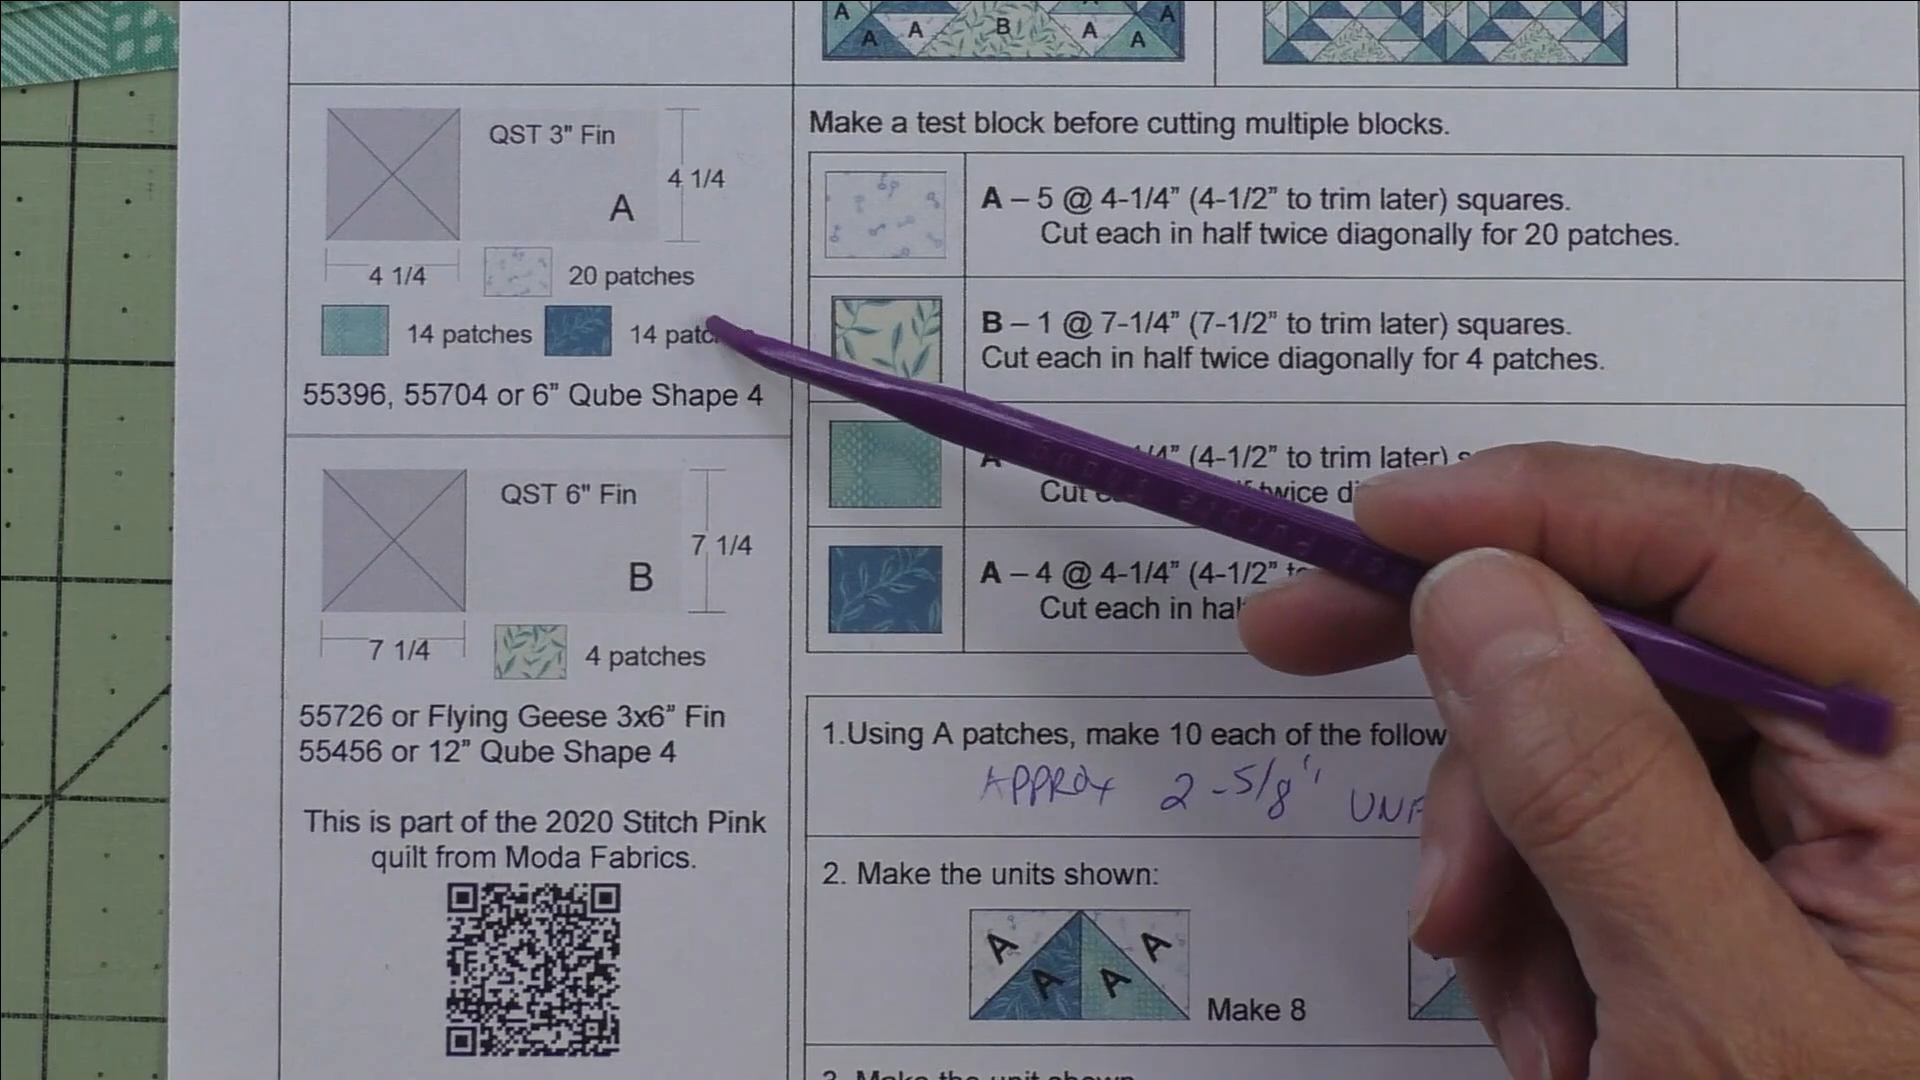 A A B A A
A A
QST 3" Fin
A
4 1/4
4 1/4
20 patches
14 patches
14
55396, 55704 or 6” Qube Shape 4
QST 6" Fin
B
7 1/4
7 1/4
4 patches
55726 or Flying Geese 3x6” Fin
55456 or 12” Qube Shape 4
This is part of the 2020 Stitch Pink
quilt from Moda Fabrics.
Make a test block before cutting multiple blocks.
A – 5 @ 4-1/4” (4-1/2” to trim later) squares.
Cut each in half twice diagonally for 20 patches.
B – 1 @ 7-1/4” (7-1/2” to trim later) squares.
Cut each in half twice diagonally for 4 patches.
A (4-1/2” to trim later)
Cut twice
A – 4 @ 4-1/4” (4-1/2”
Cut each in
1.Using A patches, make 10 each of the
APPROX 2-5/8"
2. Make the units shown:
A A A A
Make 8